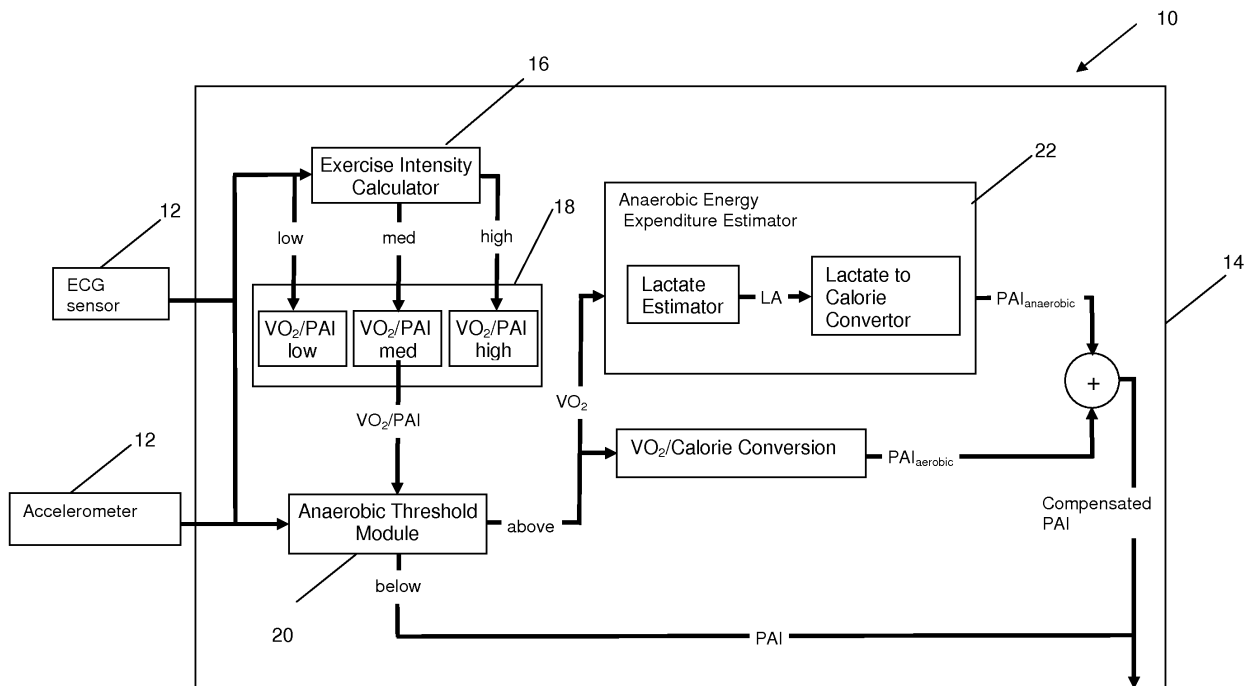 10
16
Exercise Intensity
Calculator
22
Anaerobic Energy
Expenditure Estimator
12
18
low
med
high
14
ECG
sensor
Lactate
Estimator
LA
Lactate to
Calorie
Convertor
PAIanaerobic
VO2/PAI
low
VO2/PAI
med
VO2/PAI
high
+
VO2
VO2/PAI
12
VO2/Calorie Conversion
PAIaerobic
Accelerometer
Anaerobic Threshold
Module
above
Compensated
PAI
below
20
PAI